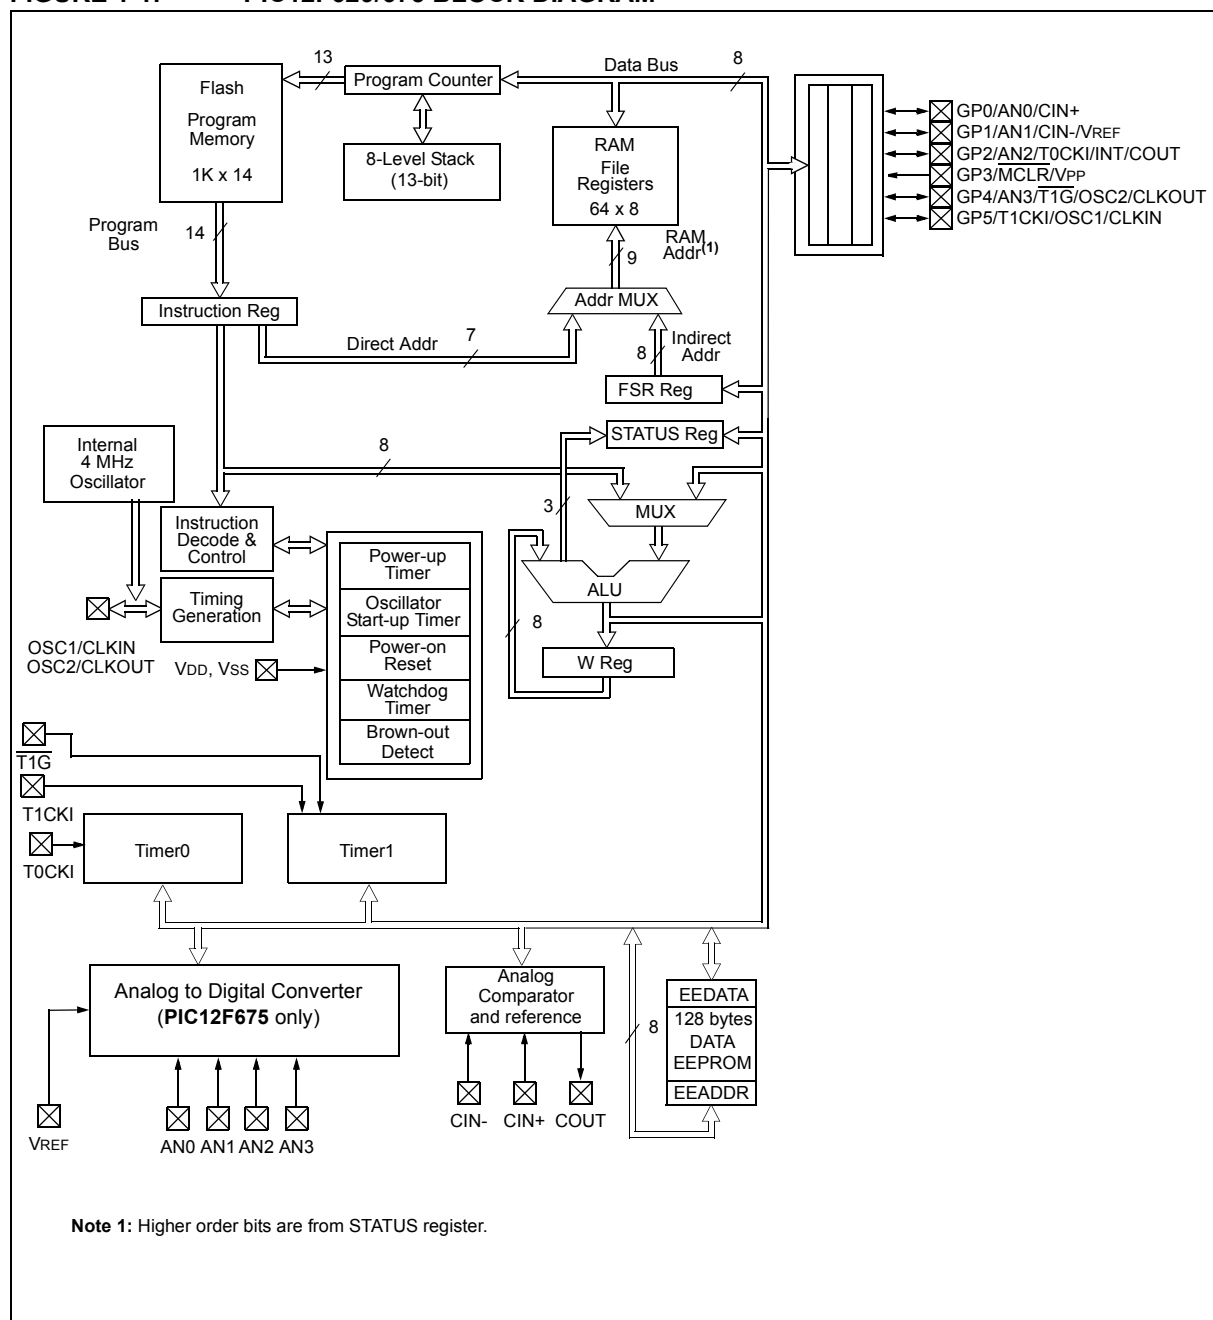 13
Data Bus
8
Flash
Program
Memory
1K x 14
Program Counter
8-Level Stack
(13-bit)
RAM
File
Registers
64 x 8
GP0/AN0/CIN+
GP1/AN1/CIN-/VREF
GP2/AN2/T0CKI/INT/COUT
GP3/MCLR/VPP
GP4/AN3/T1G/OSC2/CLKOUT
GP5/T1CKI/OSC1/CLKIN
Program
Bus
14
RAM
Addr(1)
9
Addr MUX
Instruction Reg
Direct Addr
7
8
Indirect
Addr
FSR Reg
STATUS Reg
Internal
4 MHz
Oscillator
8
3
MUX
Instruction
Decode &
Control
Timing
Generation
OSC1/CLKIN
OSC2/CLKOUT
VDD, VSS
Power-up
Timer
Oscillator
Start-up Timer
Power-on
Reset
Watchdog
Timer
Brown-out
Detect
ALU
8
W Reg
T1G
T1CKI
T0CKI
Timer0
Timer1
Analog to Digital Converter
(PIC12F675 only)
Analog
Comparator
and reference
8
EEDATA
128 bytes
DATA
EEPROM
EEADDR
VREF
AN0 AN1 AN2 AN3
CIN- CIN+ COUT
Note 1: Higher order bits are from STATUS register.